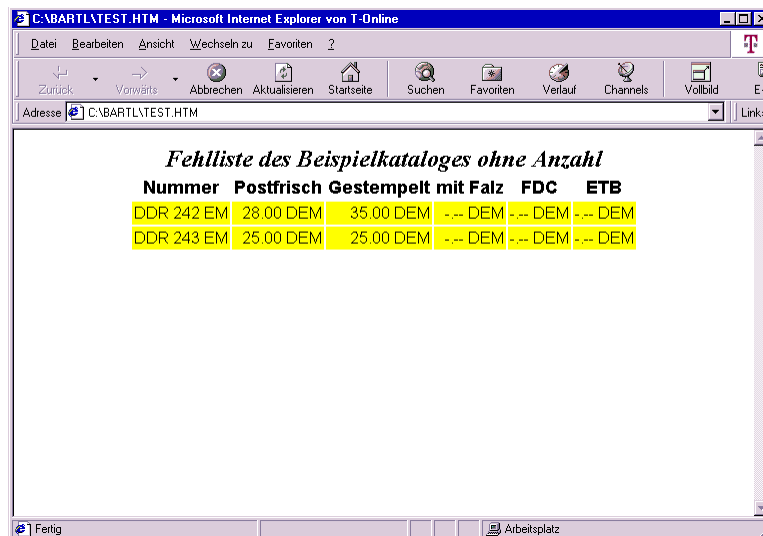 C:\BARTL\TEST.HTM - Microsoft Internet Explorer von T-Online
Datei Bearbeiten Ansicht Wechseln zu Favoriten ?
Zurück Vorwärts Abbrechen Aktualisieren Startseite Suchen Favoriten Verlauf Channels Vollbild
Adresse C:\BARTL\TEST.HTM
Fehlliste des Beispielkataloges ohne Anzahl
Nummer Postfrisch Gestempelt mit Falz FDC ETB
DDR 242 EM 28.00 DEM 35.00 DEM -.-- DEM -.-- DEM -.-- DEM
DDR 243 EM 25.00 DEM 25.00 DEM -.-- DEM -.-- DEM -.-- DEM
Fertig Arbeitsplatz